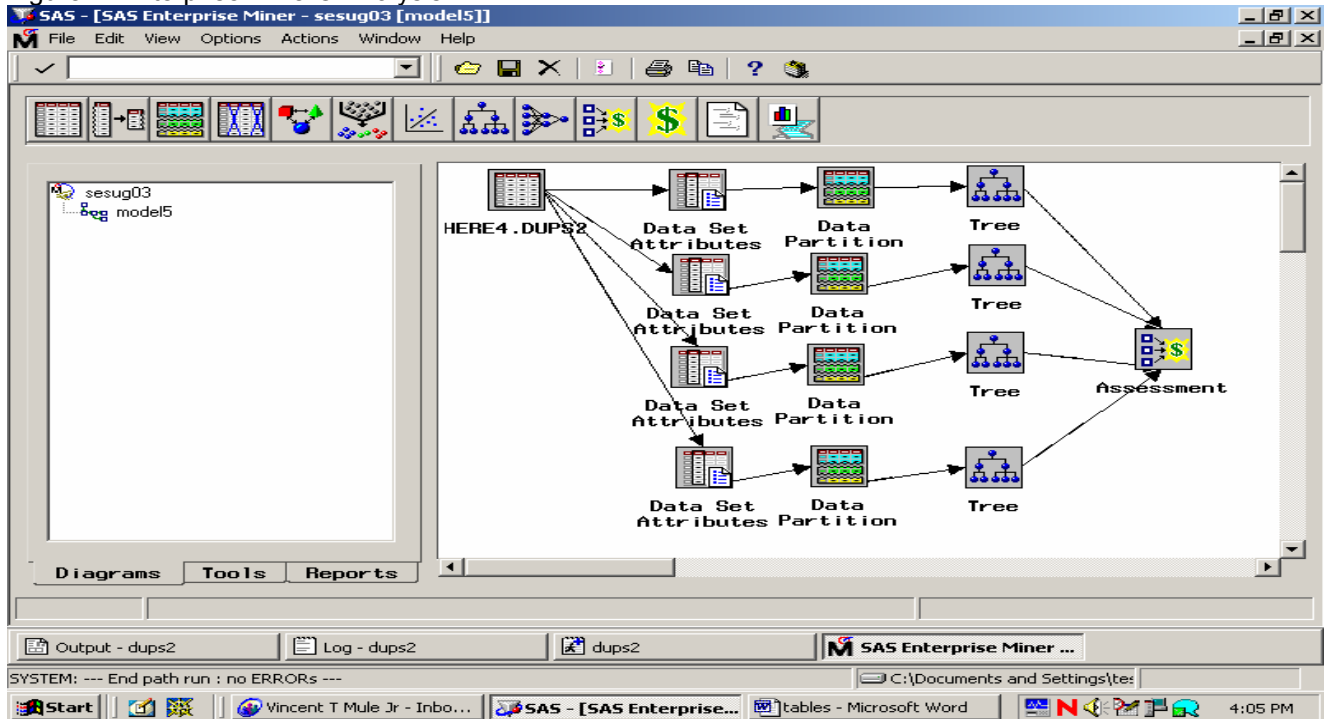 SAS - [SAS Enterprise Miner - sesug03 [model5]]
File Edit View Options Actions Window Help
sesug03
model5
HERE4.DUPS2
Data Set Attributes
Data Partition
Tree
Data Set Attributes
Data Partition
Tree
Data Set Attributes
Data Partition
Tree
Assessment
Data Set Attributes
Data Partition
Tree
Diagrams Tools Reports
Output - dups2 Log - dups2 dups2 SAS Enterprise Miner ...
SYSTEM: --- End path run : no ERRORs --- C:\Documents and Settings\
Start Vincent T Mule Jr - Inbo... SAS - [SAS Enterprise... tables - Microsoft Word N 4:05 PM